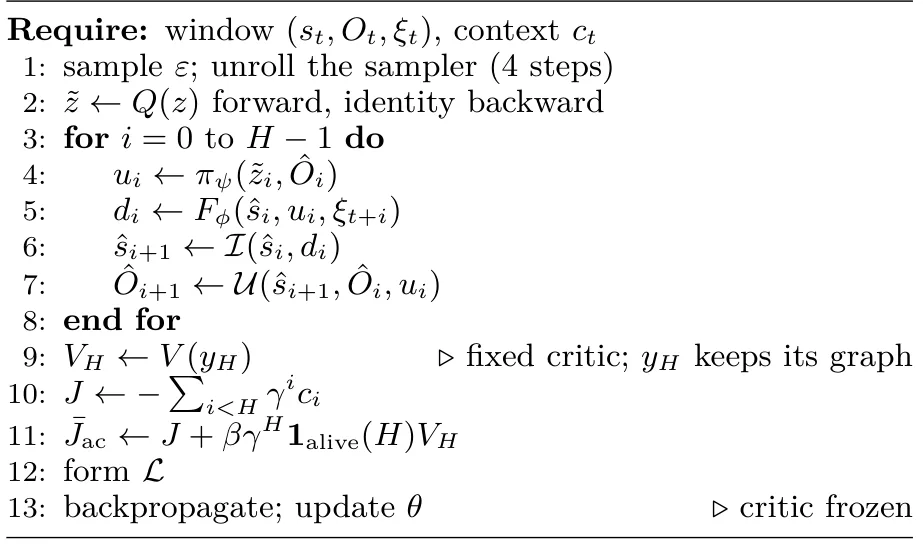 Require: window (s_t, O_t, ξ_t), context c_t
1: sample ε; unroll the sampler (4 steps)
2: z̃ ← Q(z) forward, identity backward
3: for i = 0 to H − 1 do
4: u_i ← π_ψ(z̃_i, Ô_i)
5: d_i ← F_ϕ(ŝ_i, u_i, ξ_{t+i})
6: ŝ_{i+1} ← ℐ(ŝ_i, d_i)
7: Ô_{i+1} ← 𝒰(ŝ_{i+1}, Ô_i, u_i)
8: end for
9: V_H ← V(y_H) ▷ fixed critic; y_H keeps its graph
10: J ← − ∑_{i<H} γ^i c_i
11: J̄_ac ← J + βγ^H 𝟏_alive(H)V_H
12: form ℒ
13: backpropagate; update θ ▷ critic frozen